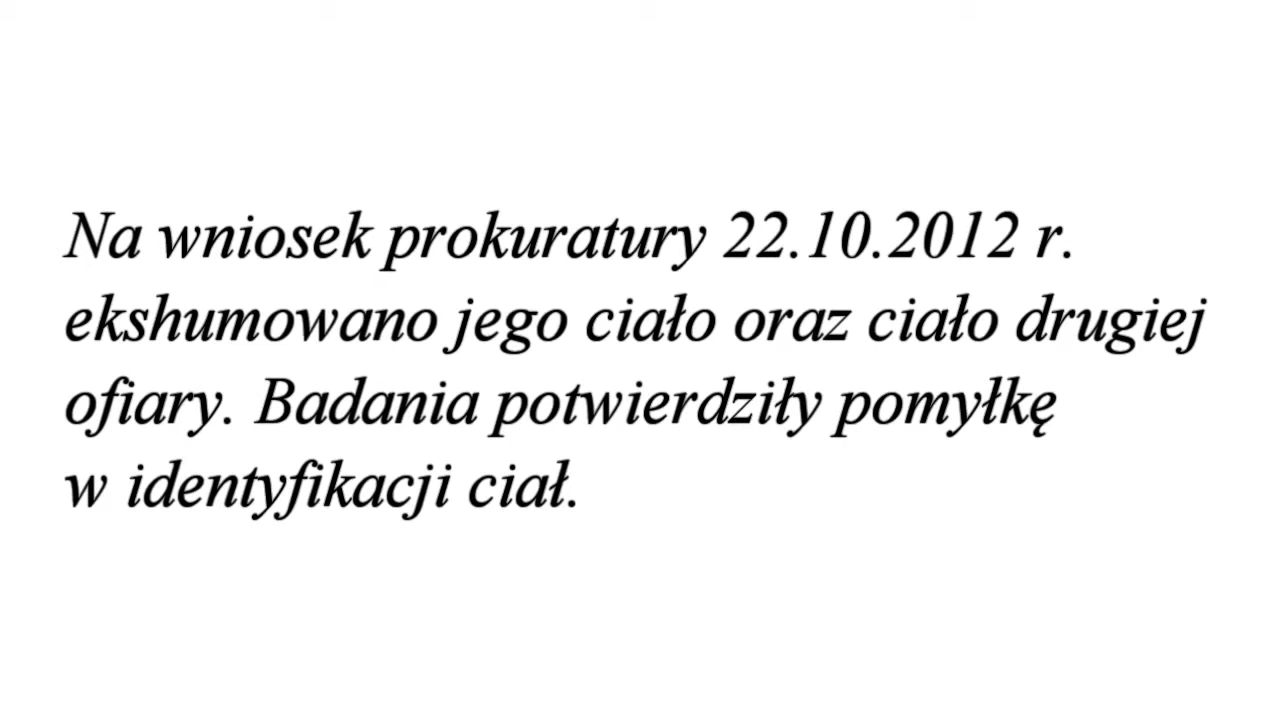 Na wniosek prokuratury 22.10.2012 r.
ekshumowano jego ciało oraz ciało drugiej
ofiary. Badania potwierdziły pomyłkę
w identyfikacji ciał.